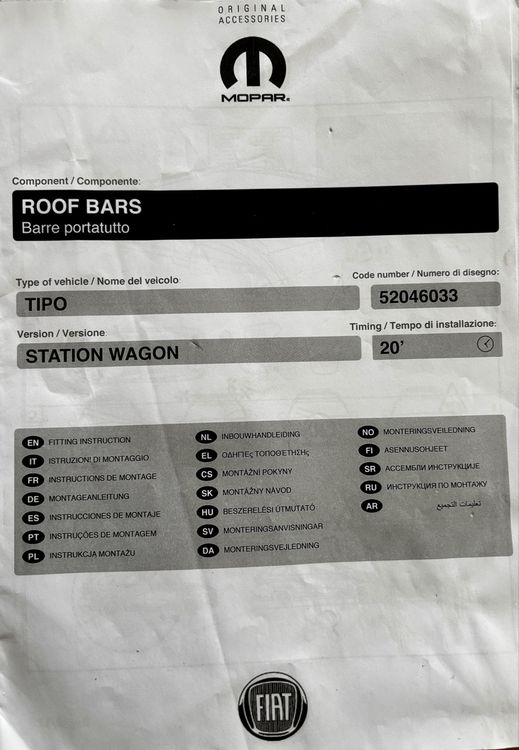 ORIGINAL
ACCESSORIES
MOPAR®
Component / Componente:
ROOF BARS
Barre portatutto
Type of vehicle / Nome del veicolo:
Code number / Numero di disegno:
TIPO
52046033
Version / Versione:
Timing / Tempo di installazione:
STATION WAGON
20’
EN FITTING INSTRUCTION
IT ISTRUZIONI DI MONTAGGIO
FR INSTRUCTIONS DE MONTAGE
DE MONTAGEANLEITUNG
ES INSTRUCCIONES DE MONTAJE
PT INSTRUÇÕES DE MONTAGEM
PL INSTRUKCJA MONTAŻU
NL INBOUWHANDLEIDING
EL ΟΔΗΓΙΕΣ ΤΟΠΟΘΕΤΗΣΗς
CS MONTÁŽNÍ POKYNY
SK MONTÁŽNY NÁVOD
HU BESZERELÉSI ÚTMUTATÓ
SV MONTERINGSANVISNINGAR
DA MONTERINGSVEJLEDNING
NO MONTERINGSVEILEDNING
FI ASENNUSOHJEET
SR АССЕМБЛИ ИНСТРУКЦИЈЕ
RU ИНСТРУКЦИЯ ПО МОНТАЖУ
AR تعليمات التجميع
FIAT